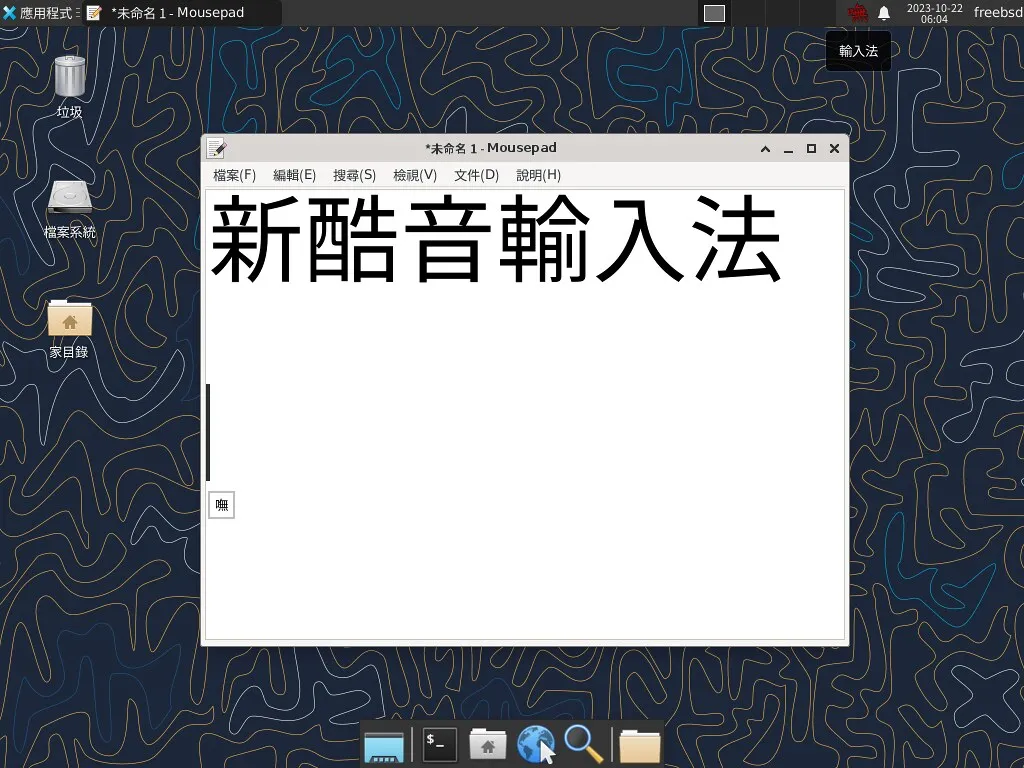 應用程式
*未命名 1 - Mousepad
2023-10-22
06:04
freebsd
輸入法
垃圾
檔案系統
家目錄
*未命名 1 - Mousepad
檔案(F) 編輯(E) 搜尋(S) 檢視(V) 文件(D) 說明(H)
新酷音輸入法
嘸
$_